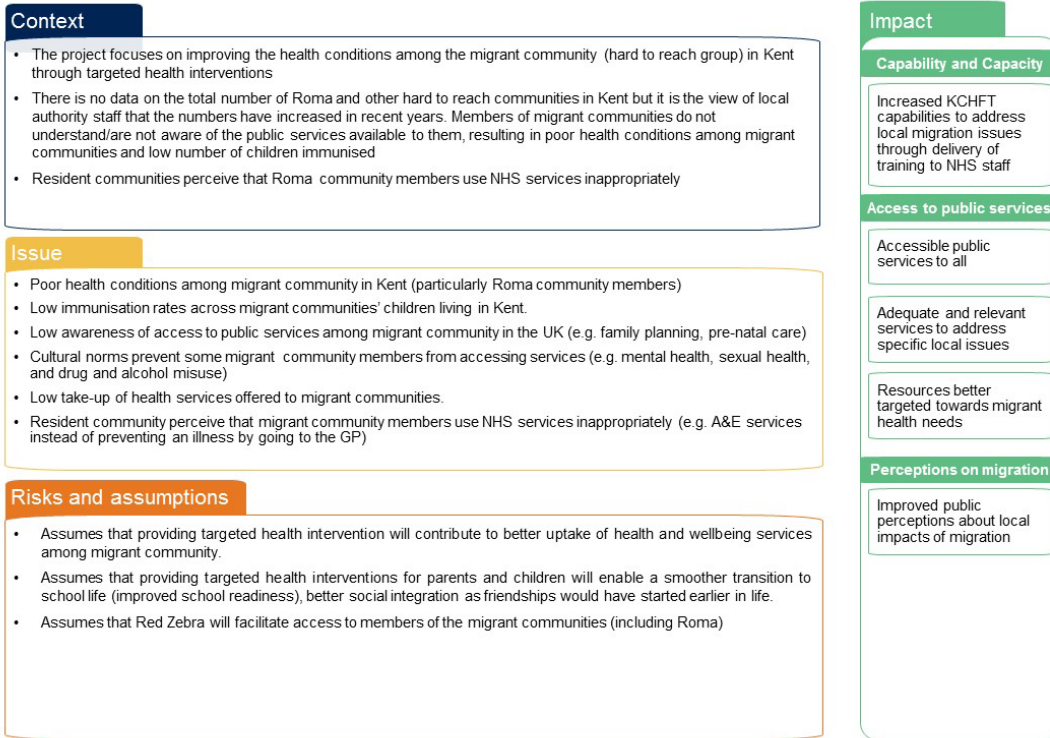 Context
• The project focuses on improving the health conditions among the migrant community (hard to reach group) in Kent
through targeted health interventions
• There is no data on the total number of Roma and other hard to reach communities in Kent but it is the view of local
authority staff that the numbers have increased in recent years. Members of migrant communities do not
understand/are not aware of the public services available to them, resulting in poor health conditions among migrant
communities and low number of children immunised
• Resident communities perceive that Roma community members use NHS services inappropriately
Issue
• Poor health conditions among migrant community in Kent (particularly Roma community members)
• Low immunisation rates across migrant communities' children living in Kent.
• Low awareness of access to public services among migrant community in the UK (e.g. family planning, pre-natal care)
• Cultural norms prevent some migrant community members from accessing services (e.g. mental health, sexual health,
and drug and alcohol misuse)
• Low take-up of health services offered to migrant communities.
• Resident community perceive that migrant community members use NHS services inappropriately (e.g. A&E services
instead of preventing an illness by going to the GP)
Risks and assumptions
• Assumes that providing targeted health intervention will contribute to better uptake of health and wellbeing services
among migrant community.
• Assumes that providing targeted health interventions for parents and children will enable a smoother transition to
school life (improved school readiness), better social integration as friendships would have started earlier in life.
• Assumes that Red Zebra will facilitate access to members of the migrant communities (including Roma)
Impact
Capability and Capacity
Increased KCHFT
capabilities to address
local migration issues
through delivery of
training to NHS staff
Access to public services
Accessible public
services to all
Adequate and relevant
services to address
specific local issues
Resources better
targeted towards migrant
health needs
Perceptions on migration
Improved public
perceptions about local
impacts of migration